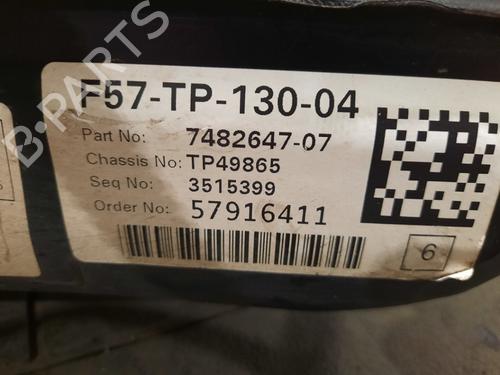 F57-TP-130-04
Part No: 7482647-07
Chassis No: TP49865
Seq No: 3515399
Order No: 57916411
6
B-PARTS